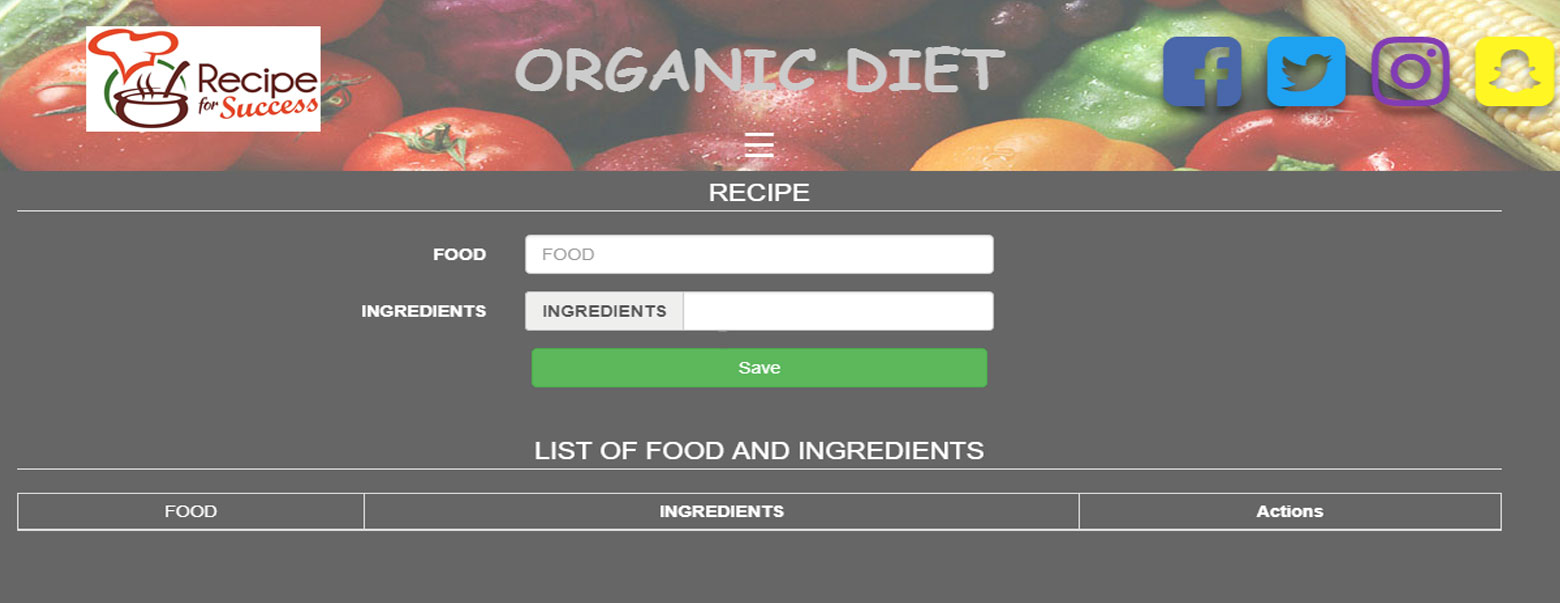 Recipe
for Success
ORGANIC DIET
RECIPE
FOOD
FOOD
INGREDIENTS
INGREDIENTS
Save
LIST OF FOOD AND INGREDIENTS
FOOD
INGREDIENTS
Actions